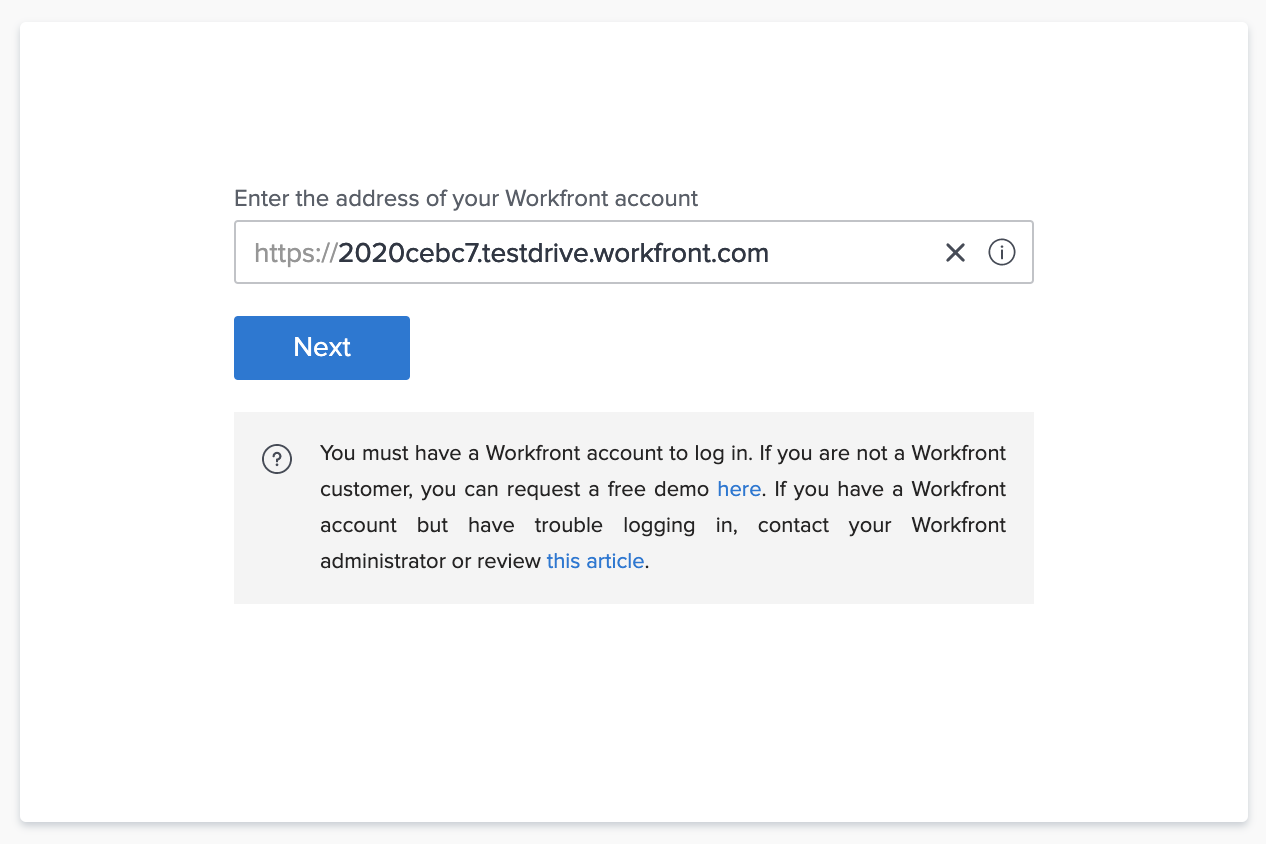 Enter the address of your Workfront account
https://2020cebc7.testdrive.workfront.com
Next
You must have a Workfront account to log in. If you are not a Workfront
customer, you can request a free demo here. If you have a Workfront
account but have trouble logging in, contact your Workfront
administrator or review this article.